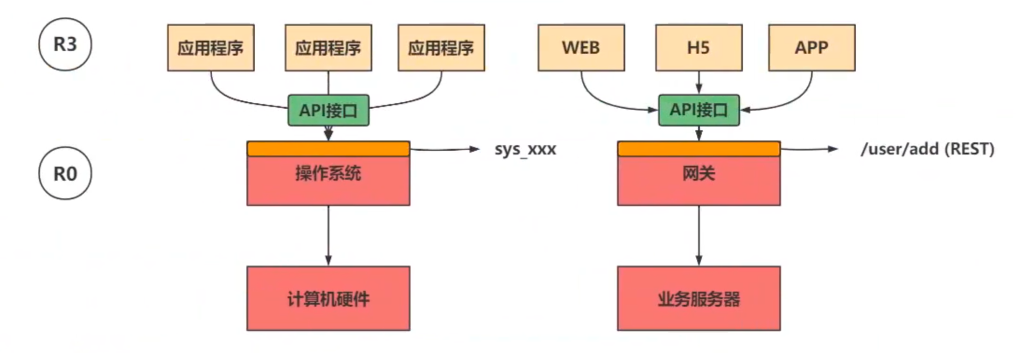 R3
应用程序
应用程序
应用程序
WEB
H5
APP
API接口
API接口
sys_xxx
/user/add (REST)
R0
操作系统
网关
计算机硬件
业务服务器